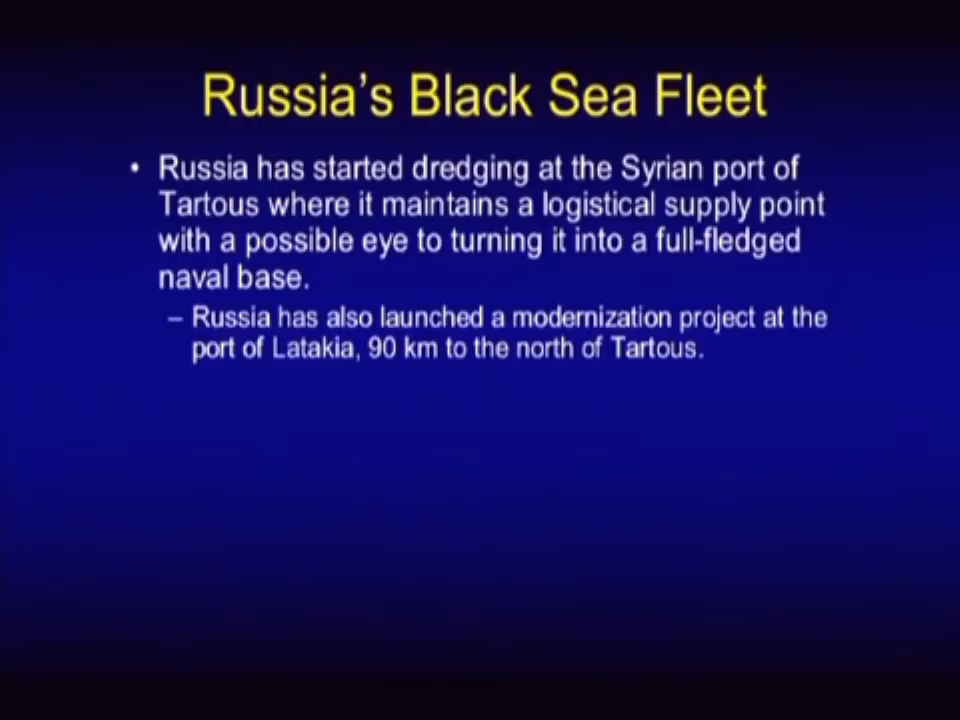 Russia's Black Sea Fleet
• Russia has started dredging at the Syrian port of
Tartous where it maintains a logistical supply point
with a possible eye to turning it into a full-fledged
naval base.
– Russia has also launched a modernization project at the
port of Latakia, 90 km to the north of Tartous.